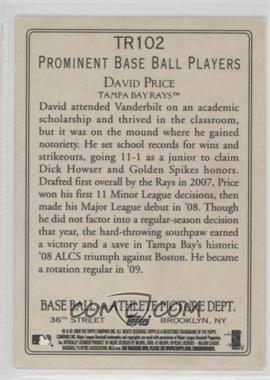 TR102
PROMINENT BASE BALL PLAYERS
DAVID PRICE
TAMPA BAY RAYS™
David attended Vanderbilt on an academic
scholarship and thrived in the classroom,
but it was on the mound where he gained
notoriety. He set school records for wins and
strikeouts, going 11-1 as a junior to claim
Dick Howser and Golden Spikes honors.
Drafted first overall by the Rays in 2007, Price
won his first 11 Minor League decisions, then
made his Major League debut in '08. Though
he did not factor into a regular-season decision
that year, the hard-throwing southpaw earned
a victory and a save in Tampa Bay's historic
'08 ALCS triumph against Boston. He became
a rotation regular in '09.
BASE BALL AND ATHLETE PICTURE DEPT.
36TH STREET Topps BROOKLYN, NY